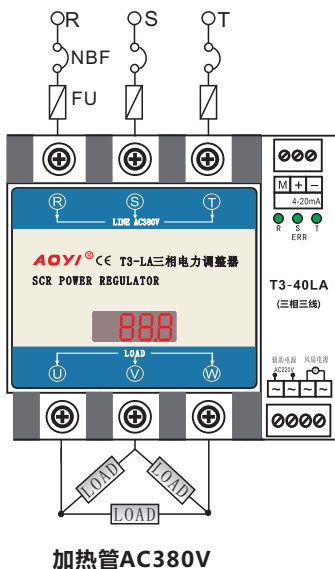 R S T
NBF
FU
R S T
LINE AC380V
AOYI® CE T3-LA三相电力调整器
SCR POWER REGULATOR
888
LOAD
U V W
M + −
4-20mA
R S T
ERR
T3-40LA
(三相三线)
辅助电源 风扇电源
AC220V
~ ~ ~ ~
LOAD LOAD
LOAD
加热管AC380V